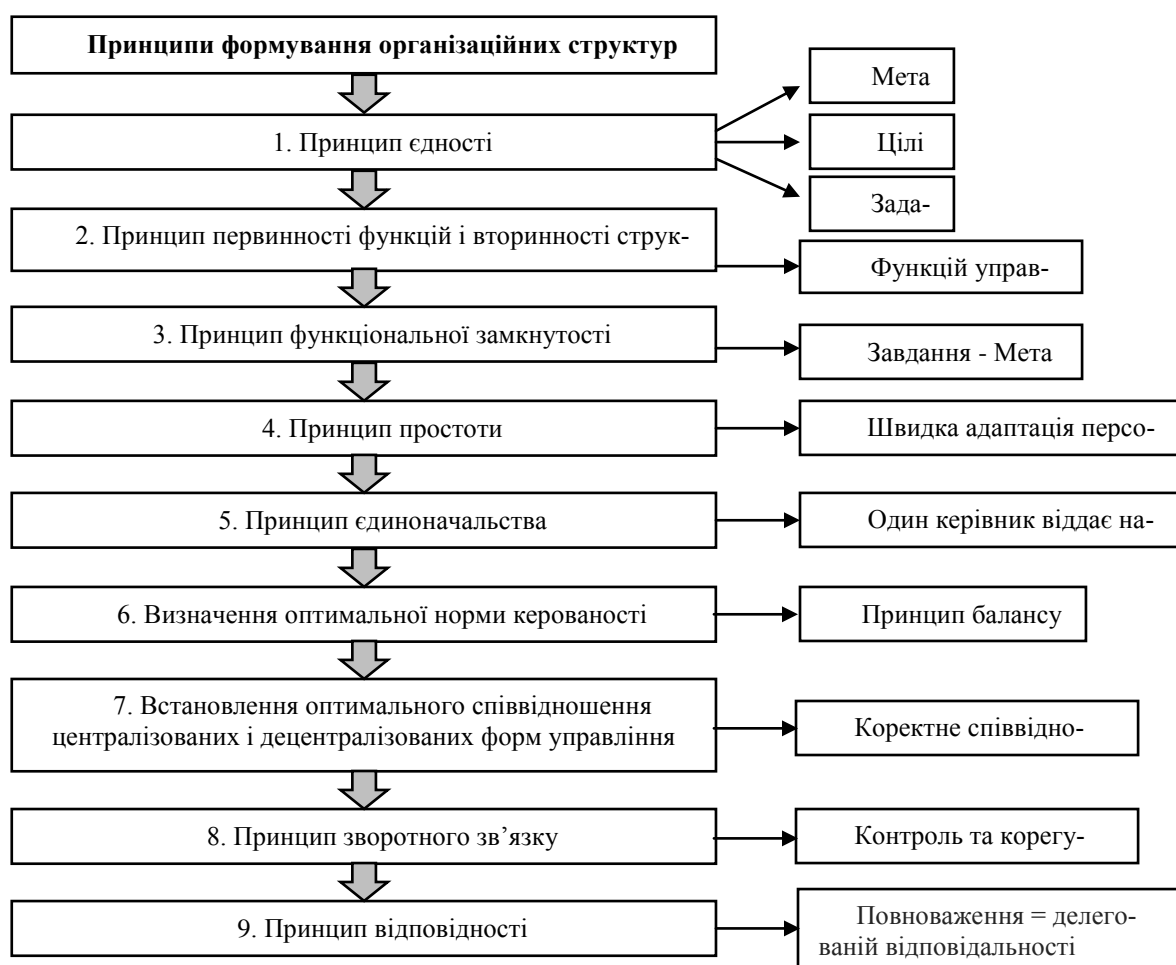 Принципи формування організаційних структур
Мета
1. Принцип єдності
Цілі
Зада-
2. Принцип первинності функцій і вторинності струк-
Функцій управ-
3. Принцип функціональної замкнутості
Завдання - Мета
4. Принцип простоти
Швидка адаптація персо-
5. Принцип єдиноначальства
Один керівник віддає на-
6. Визначення оптимальної норми керованості
Принцип балансу
7. Встановлення оптимального співвідношення
централізованих і децентралізованих форм управління
Коректне співвідно-
8. Принцип зворотного зв’язку
Контроль та корегу-
9. Принцип відповідності
Повноваження = делего-
ваній відповідальності